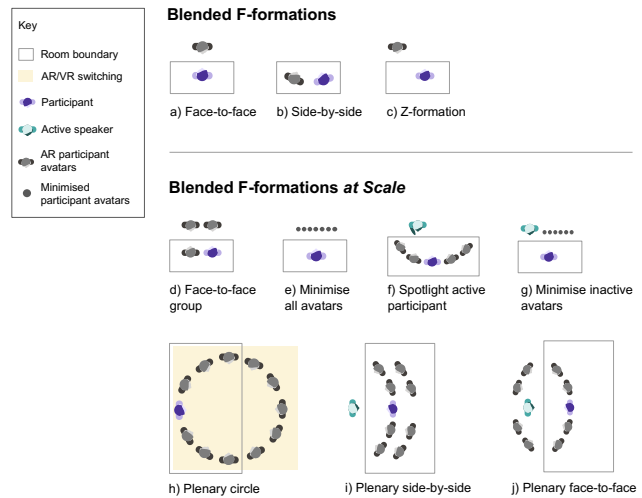 Blended F-formations
Key
Room boundary
AR/VR switching
Participant
Active speaker
AR participant
avatars
Minimised
participant avatars
a) Face-to-face
b) Side-by-side
c) Z-formation
Blended F-formations at Scale
d) Face-to-face
group
e) Minimise
all avatars
f) Spotlight active
participant
g) Minimise inactive
avatars
h) Plenary circle
i) Plenary side-by-side
j) Plenary face-to-face